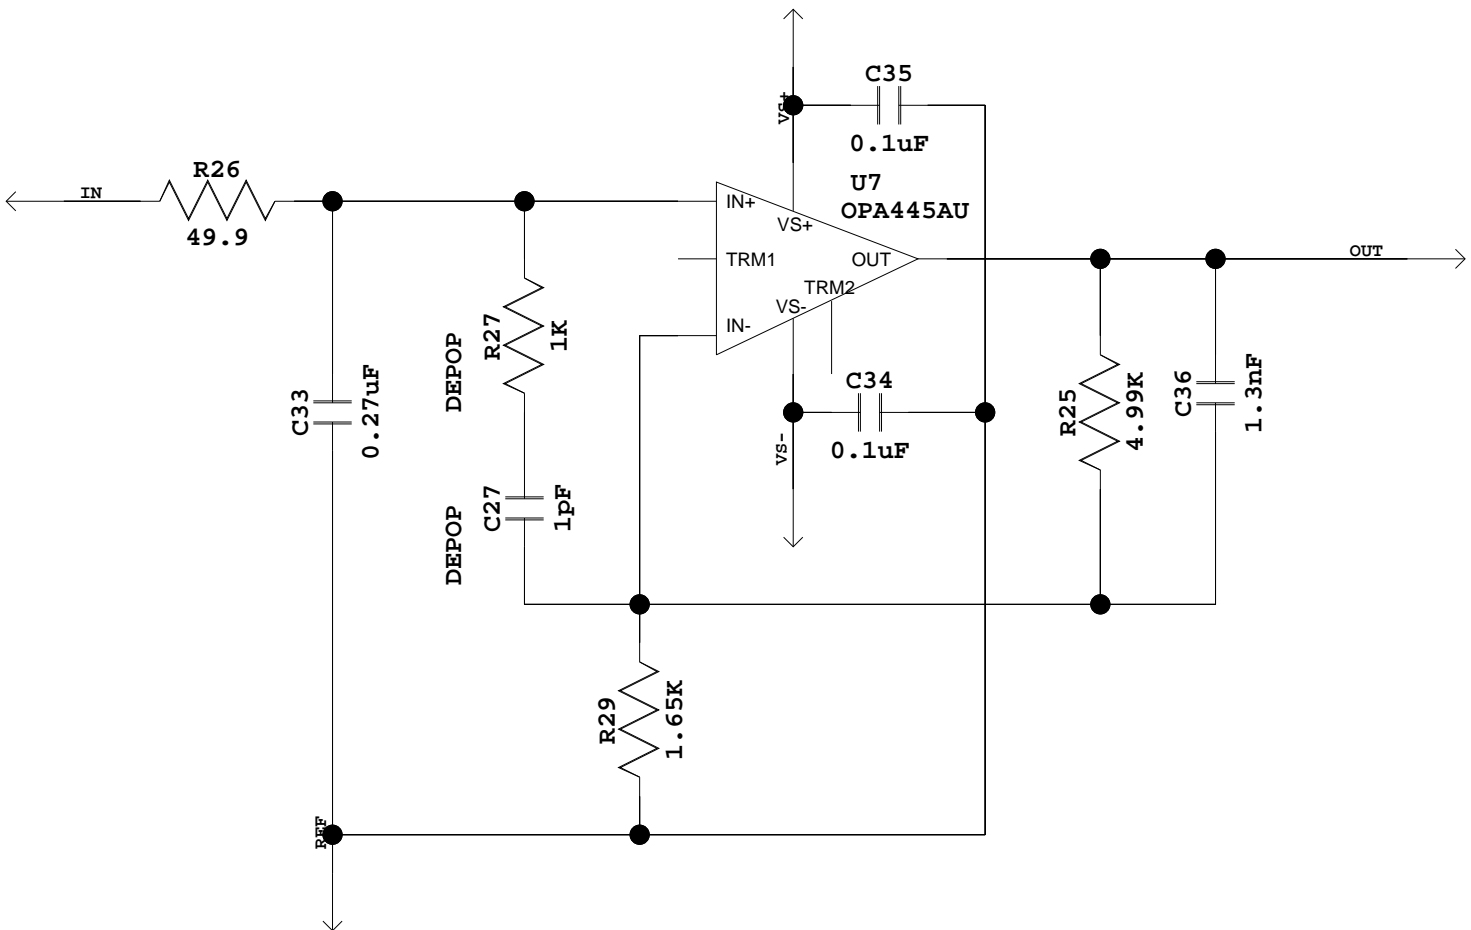 C35
VS+
0.1uF
R26
IN
49.9
U7
OPA445AU
IN+
VS+
TRM1
OUT
OUT
TRM2
VS-
IN-
DEPOP
R27
1K
C34
0.1uF
vs-
C33
0.27uF
R25
4.99K
C36
1.3nF
DEPOP
C27
1pF
R29
1.65K
REF